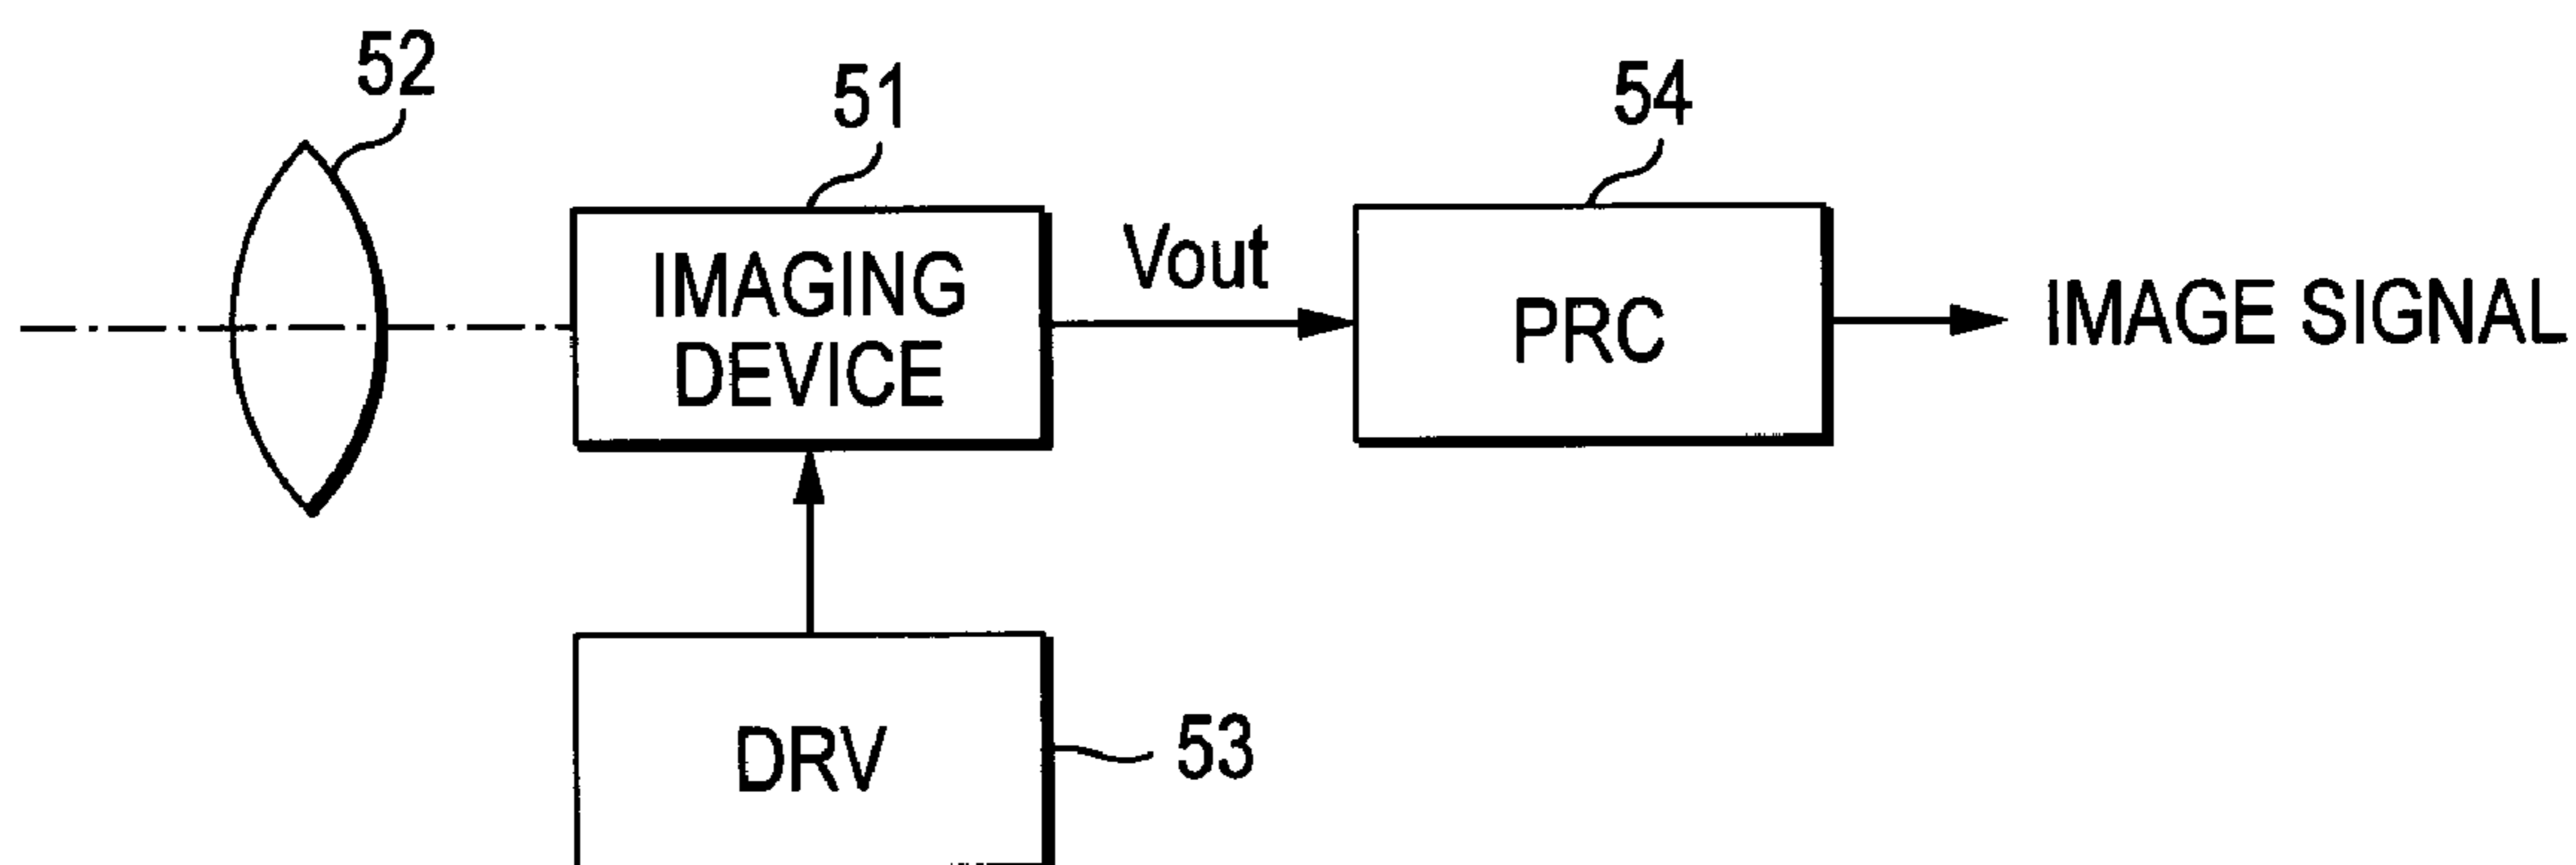 52
51
54
IMAGING
DEVICE
Vout
PRC
IMAGE SIGNAL
DRV
53